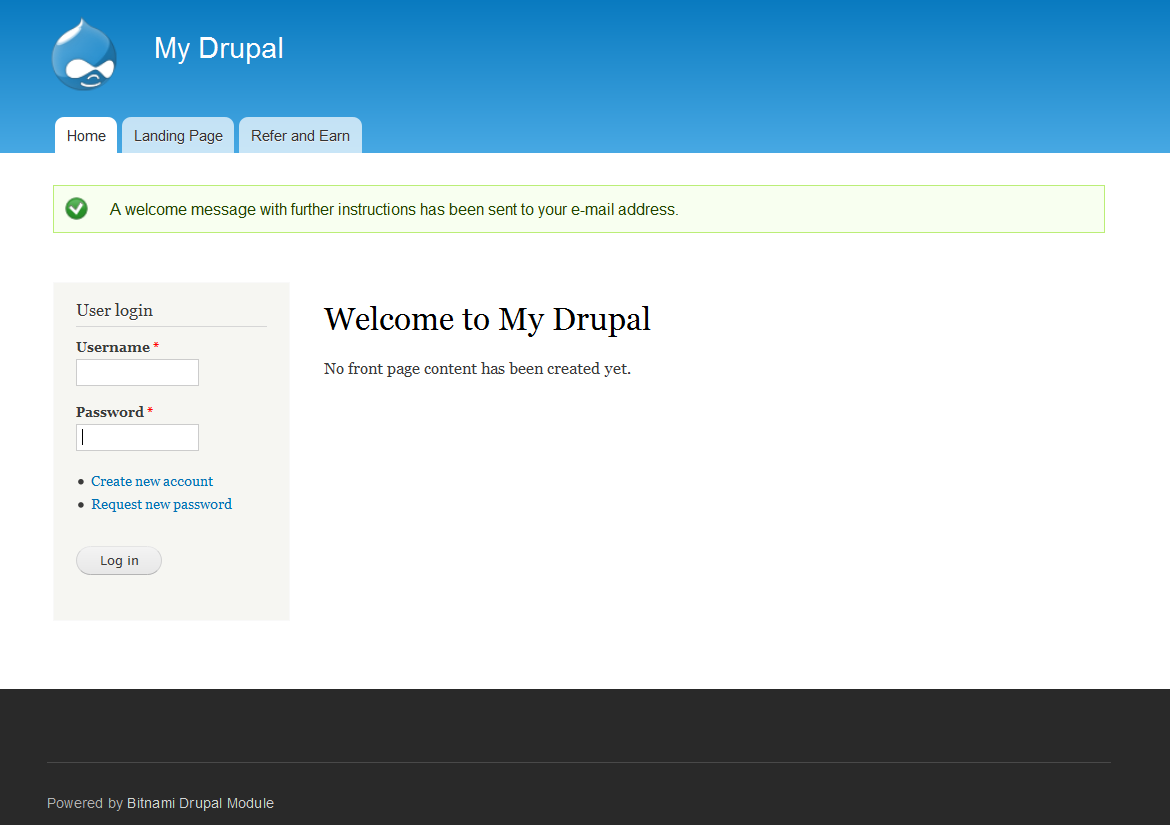 My Drupal
Home
Landing Page
Refer and Earn
A welcome message with further instructions has been sent to your e-mail address.
User login
Username *
Password *
Create new account
Request new password
Log in
Welcome to My Drupal
No front page content has been created yet.
Powered by Bitnami Drupal Module